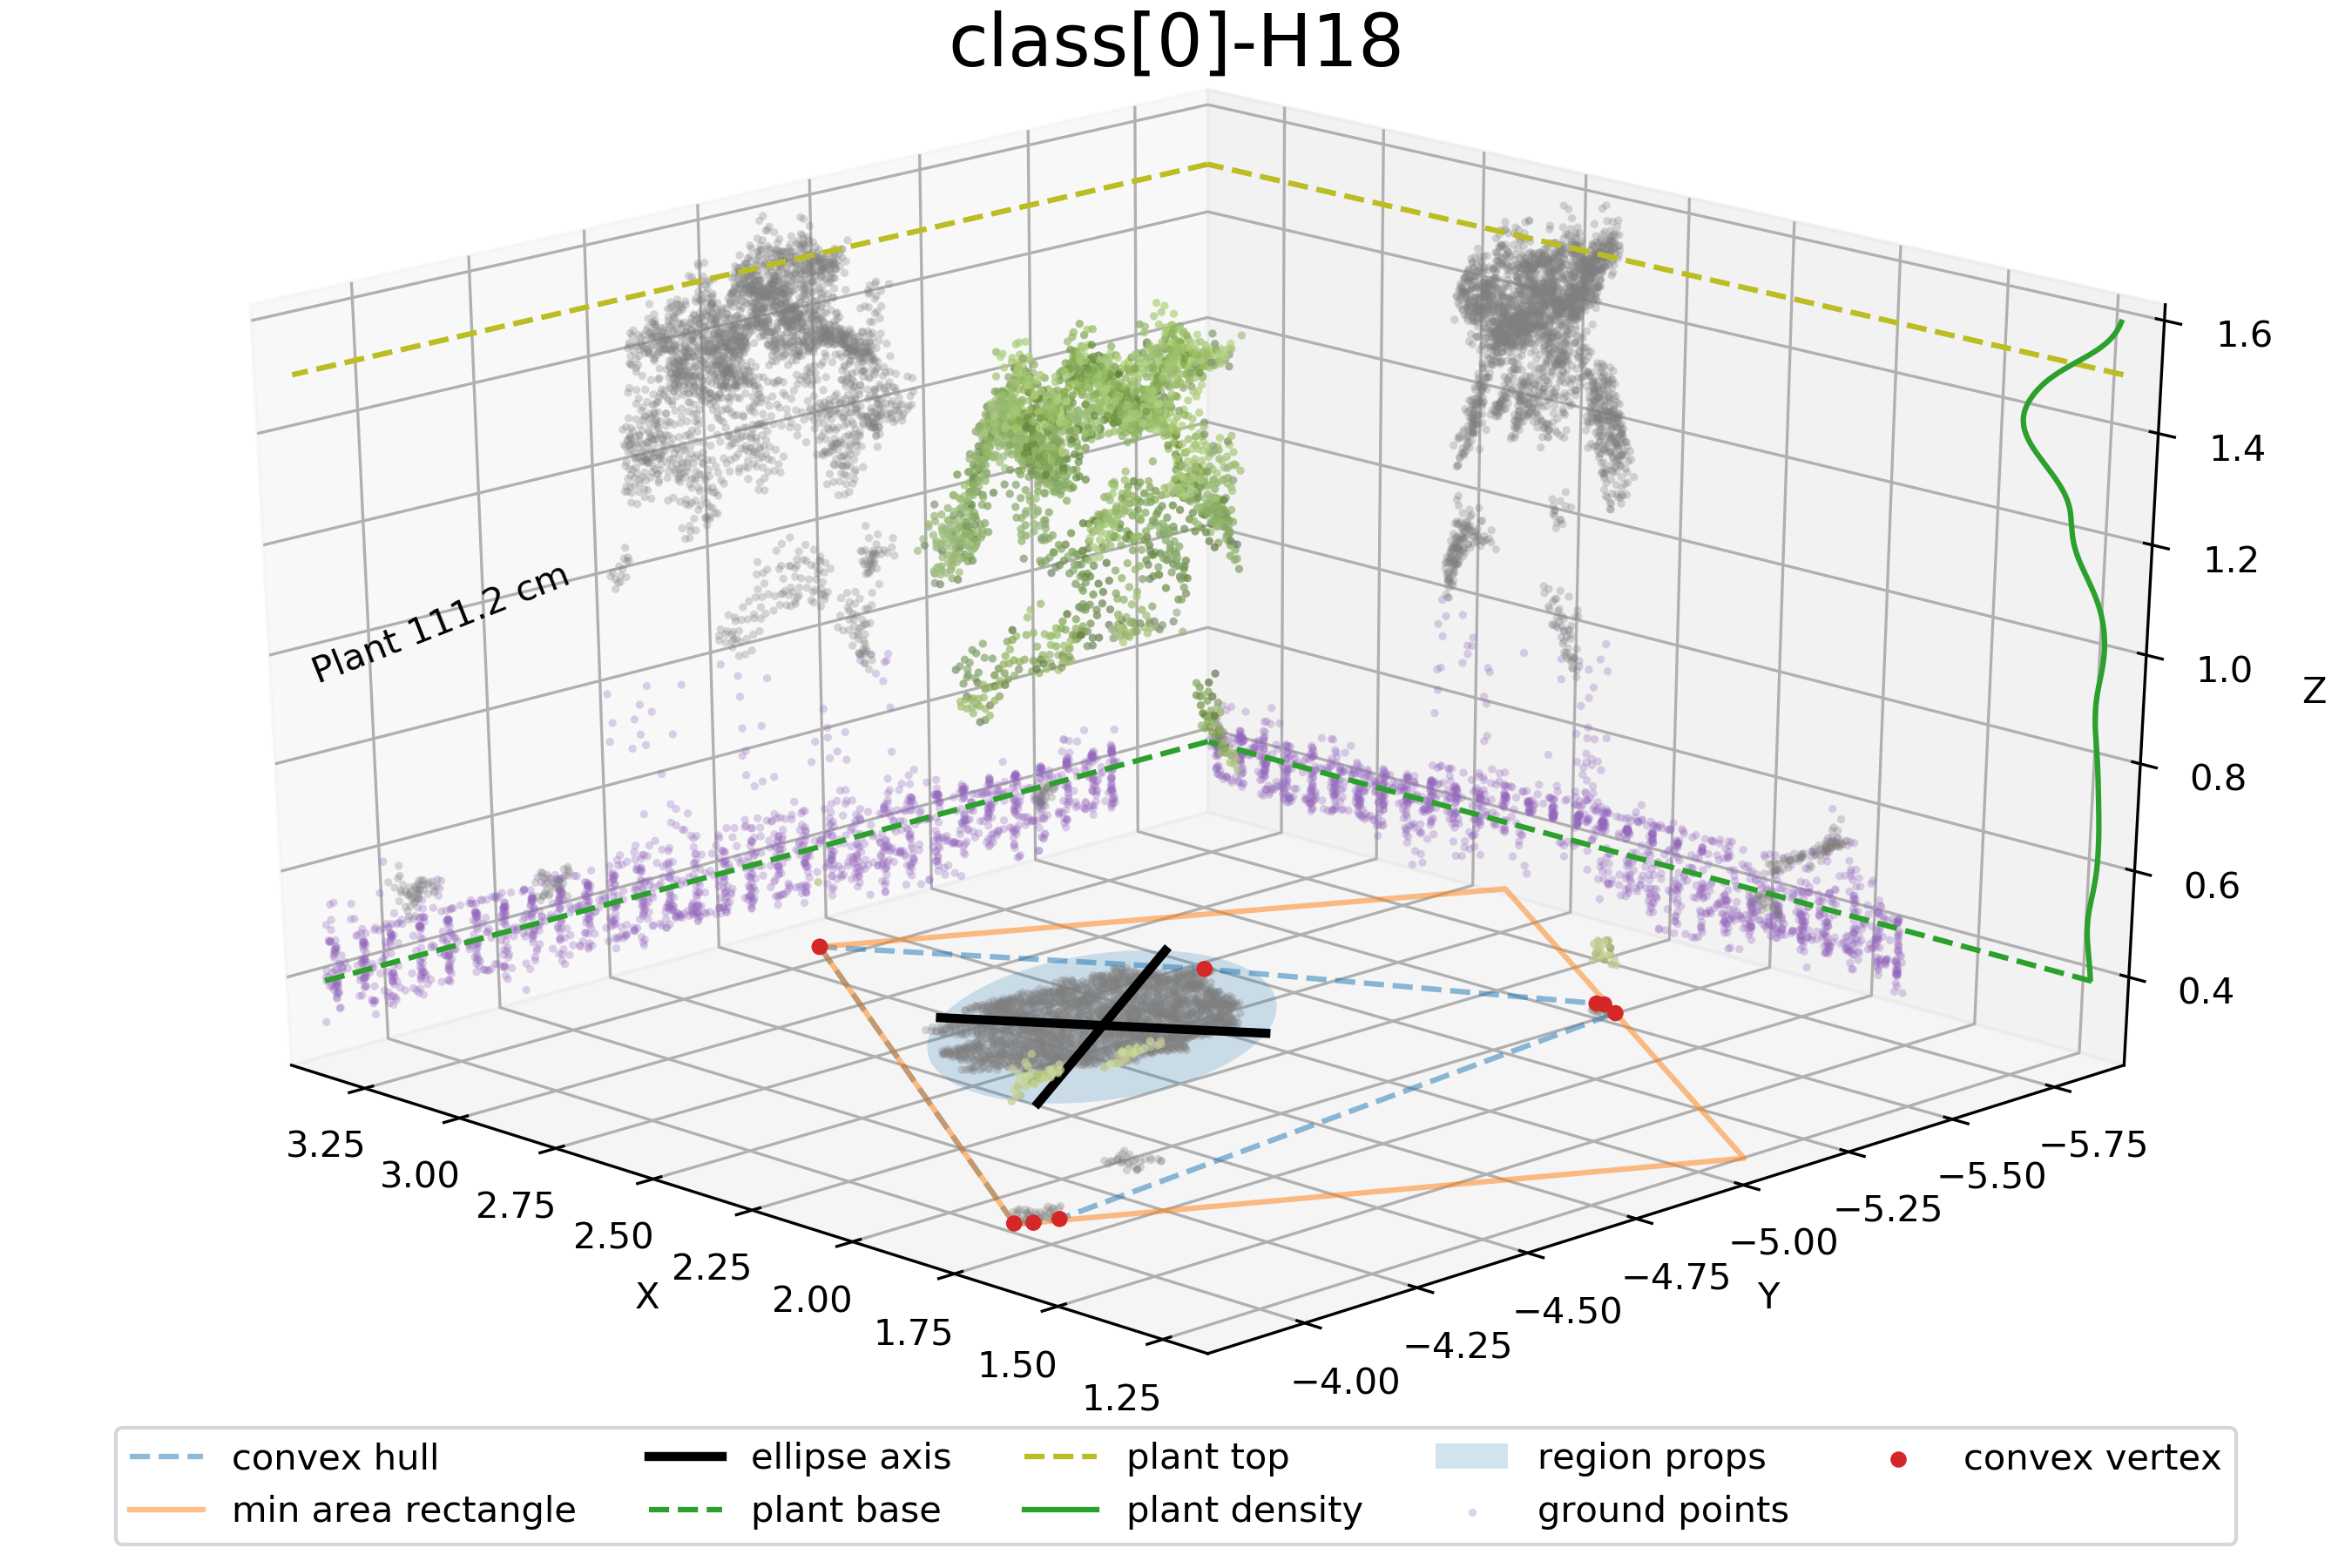 class[0]-H18
Plant 111.2 cm
1.6
1.4
1.2
1.0
0.8
0.6
0.4
Z
3.25
3.00
2.75
2.50
2.25
2.00
1.75
1.50
1.25
X
−5.75
−5.50
−5.25
−5.00
−4.75
−4.50
−4.25
−4.00
Y
convex hull
min area rectangle
ellipse axis
plant base
plant top
plant density
region props
ground points
convex vertex